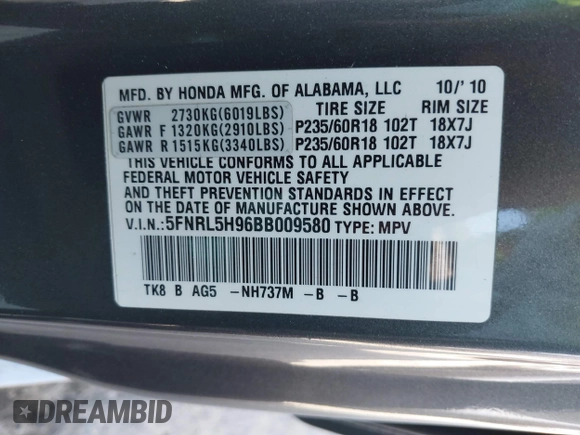 MFD. BY HONDA MFG. OF ALABAMA, LLC 10/'10
TIRE SIZE RIM SIZE
GVWR 2730KG(6019LBS)
GAWR F 1320KG(2910LBS) P235/60R18 102T 18X7J
GAWR R 1515KG(3340LBS) P235/60R18 102T 18X7J
THIS VEHICLE CONFORMS TO ALL APPLICABLE
FEDERAL MOTOR VEHICLE SAFETY
AND THEFT PREVENTION STANDARDS IN EFFECT
ON THE DATE OF MANUFACTURE SHOWN ABOVE.
V.I.N.:5FNRL5H96BB009580 TYPE: MPV
TK8 B AG5 -NH737M -B -B
DREAMBID